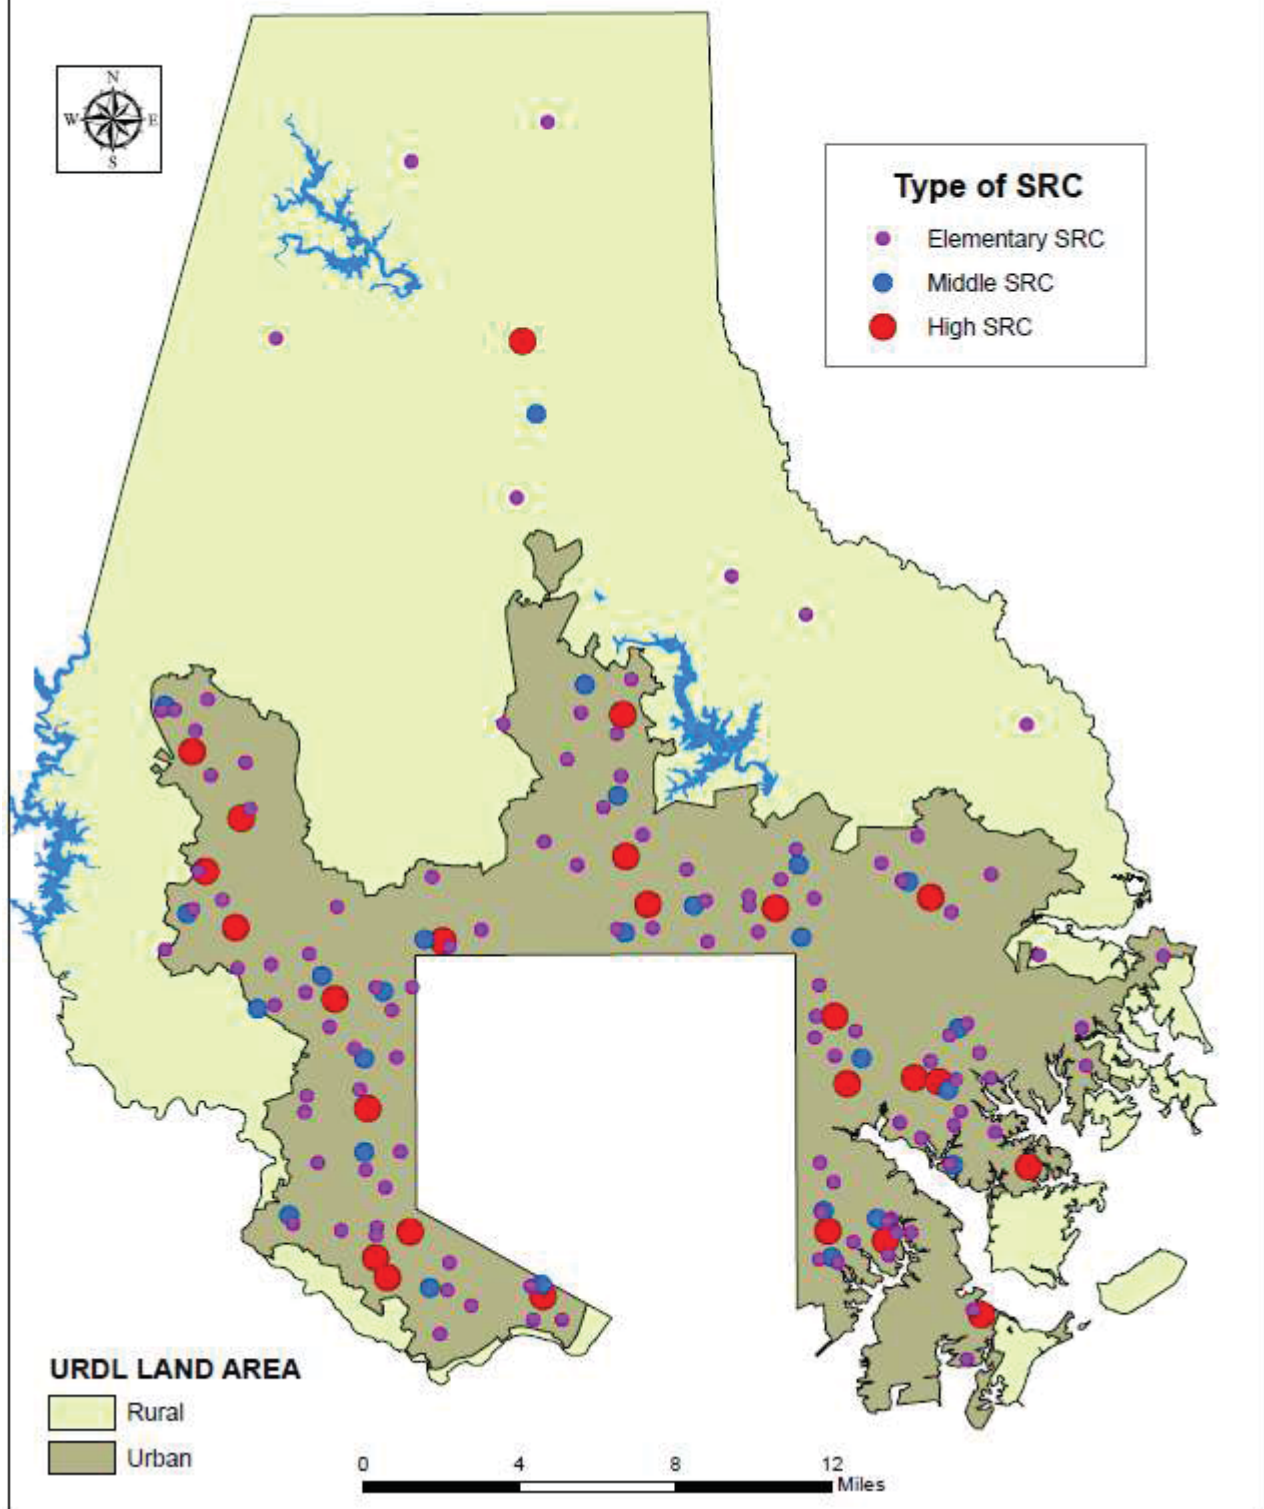 N
W E
S
Type of SRC
Elementary SRC
Middle SRC
High SRC
URDL LAND AREA
Rural
Urban
0 4 8 12
Miles